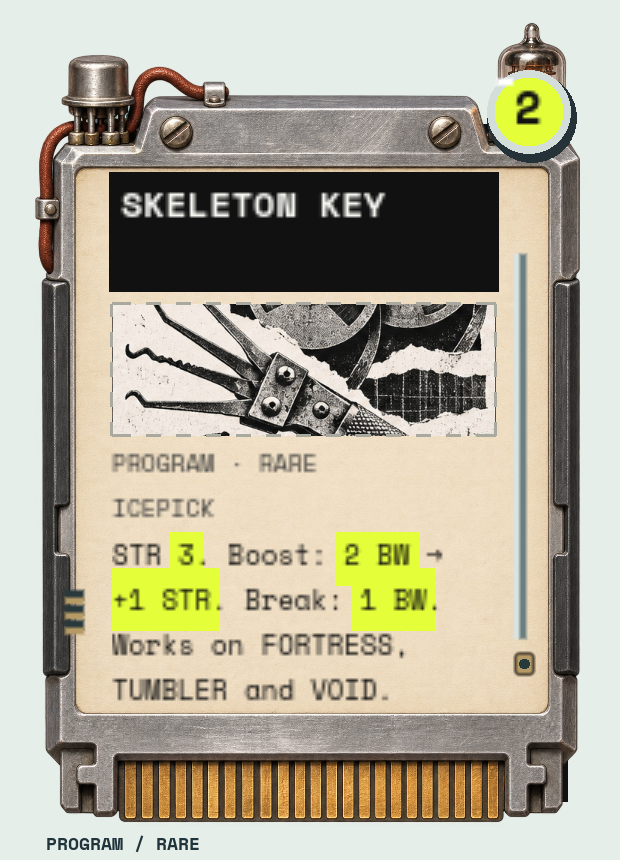 2
SKELETON KEY
PROGRAM · RARE
ICEPICK
STR 3. Boost: 2 BW →
+1 STR. Break: 1 BW.
Works on FORTRESS,
TUMBLER and VOID.
PROGRAM / RARE